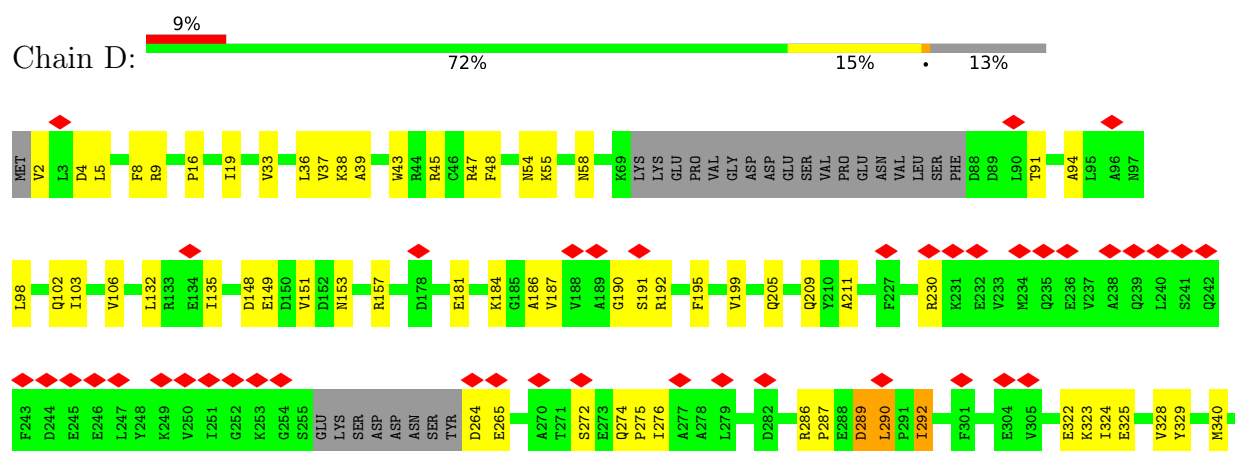 9%
Chain D:
72% 15% • 13%
MET V2 L3 D4 L5 F8 R9 P16 I19 V33 L36 V37 K38 A39 W43 R44 R45 C46 R47 F48 N54 K55 N58 K69 LYS LYS GLU PRO VAL GLY ASP ASP GLU SER VAL PRO GLU ASN VAL LEU SER PHE D88 D89 L90 T91 A94 L95 A96 N97
L98 Q102 I103 V106 L132 R133 E134 I135 D148 E149 D150 V151 D152 N153 R157 D178 E181 K184 G185 A186 V187 V188 A189 G190 S191 R192 F195 V199 Q205 Q209 Y210 A211 F227 R230 K231 E232 V233 M234 Q235 E236 V237 A238 Q239 L240 S241 Q242
F243 D244 E245 E246 L247 Y248 K249 V250 I251 G252 K253 G254 S255 GLU LYS SER ASP ASP ASN SER TYR D264 E265 A270 T271 S272 E273 Q274 P275 I276 A277 A278 L279 D282 R286 P287 E288 D289 L290 P291 I292 F301 E304 V305 E322 K323 I324 E325 V328 Y329 M340